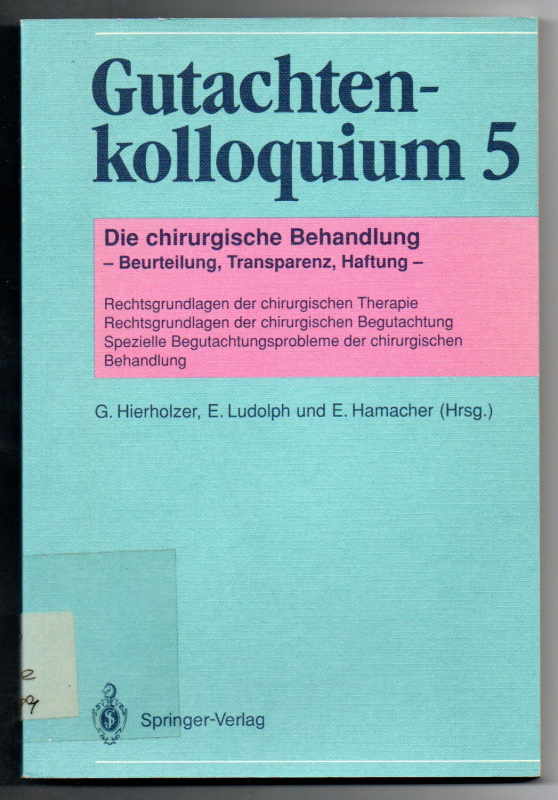 Gutachten-
kolloquium 5
Die chirurgische Behandlung
– Beurteilung, Transparenz, Haftung –
Rechtsgrundlagen der chirurgischen Therapie
Rechtsgrundlagen der chirurgischen Begutachtung
Spezielle Begutachtungsprobleme der chirurgischen
Behandlung
G. Hierholzer, E. Ludolph und E. Hamacher (Hrsg.)
Springer-Verlag